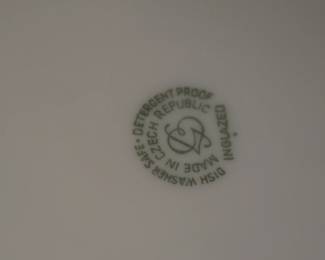 DISH WASHER SAFE • DETERGENT PROOF
INGLAZED
MADE IN CZECH REPUBLIC